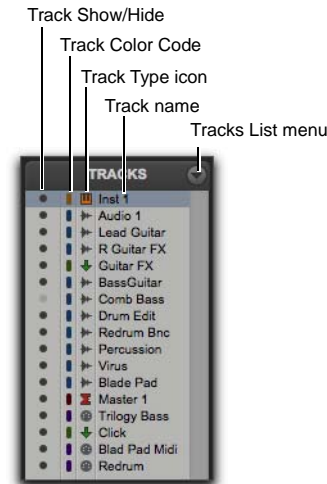 Track Show/Hide
Track Color Code
Track Type icon
Track name
Tracks List menu
TRACKS
Inst 1
Audio 1
Lead Guitar
R Guitar FX
Guitar FX
BassGuitar
Comb Bass
Drum Edit
Redrum Bnc
Percussion
Virus
Blade Pad
Master 1
Trilogy Bass
Click
Blad Pad Midi
Redrum